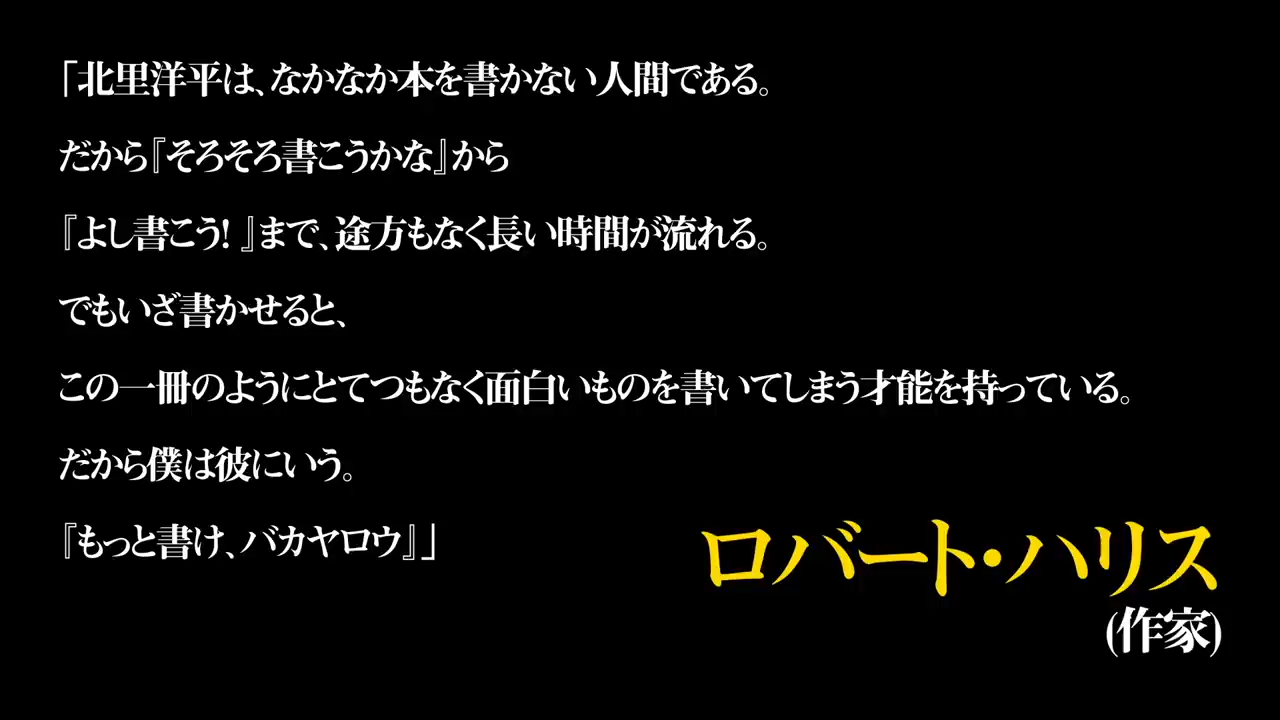 「北里洋平は、なかなか本を書かない人間である。
だから『そろそろ書こうかな』から
『よし書こう! 』まで、途方もなく長い時間が流れる。
でもいざ書かせると、
この一冊のようにとてつもなく面白いものを書いてしまう才能を持っている。
だから僕は彼にいう。
『もっと書け、バカヤロウ』」
ロバート・ハリス
(作家)